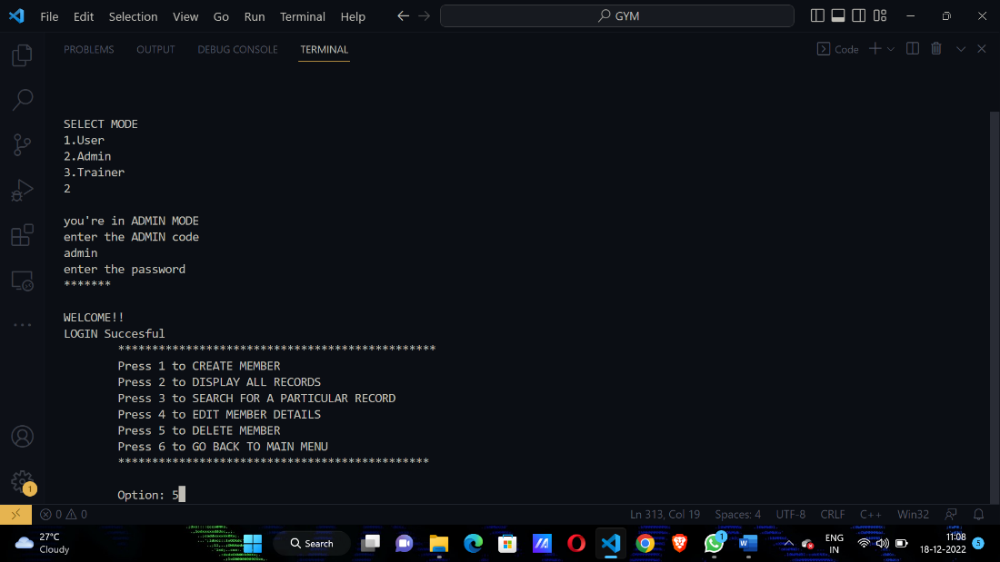 File Edit Selection View Go Run Terminal Help
GYM
PROBLEMS OUTPUT DEBUG CONSOLE TERMINAL
Code
SELECT MODE
1.User
2.Admin
3.Trainer
2
you're in ADMIN MODE
enter the ADMIN code
admin
enter the password
*******
WELCOME!!
LOGIN Succesful
***********************************************
Press 1 to CREATE MEMBER
Press 2 to DISPLAY ALL RECORDS
Press 3 to SEARCH FOR A PARTICULAR RECORD
Press 4 to EDIT MEMBER DETAILS
Press 5 to DELETE MEMBER
Press 6 to GO BACK TO MAIN MENU
**********************************************
Option: 5
1
0 0
Ln 313, Col 19 Spaces: 4 UTF-8 CRLF C++ Win32
27°C
Cloudy
Search
1
ENG
IN
11:08
18-12-2022
5